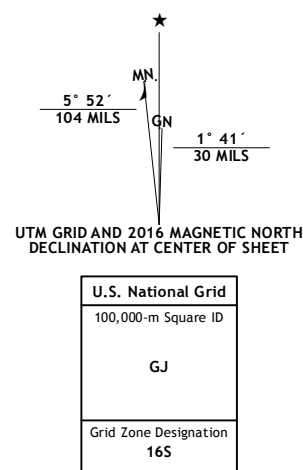 ★
MN.
5° 52´
104 MILS
GN
1° 41´
30 MILS
UTM GRID AND 2016 MAGNETIC NORTH
DECLINATION AT CENTER OF SHEET
U.S. National Grid
100,000-m Square ID
GJ
Grid Zone Designation
16S